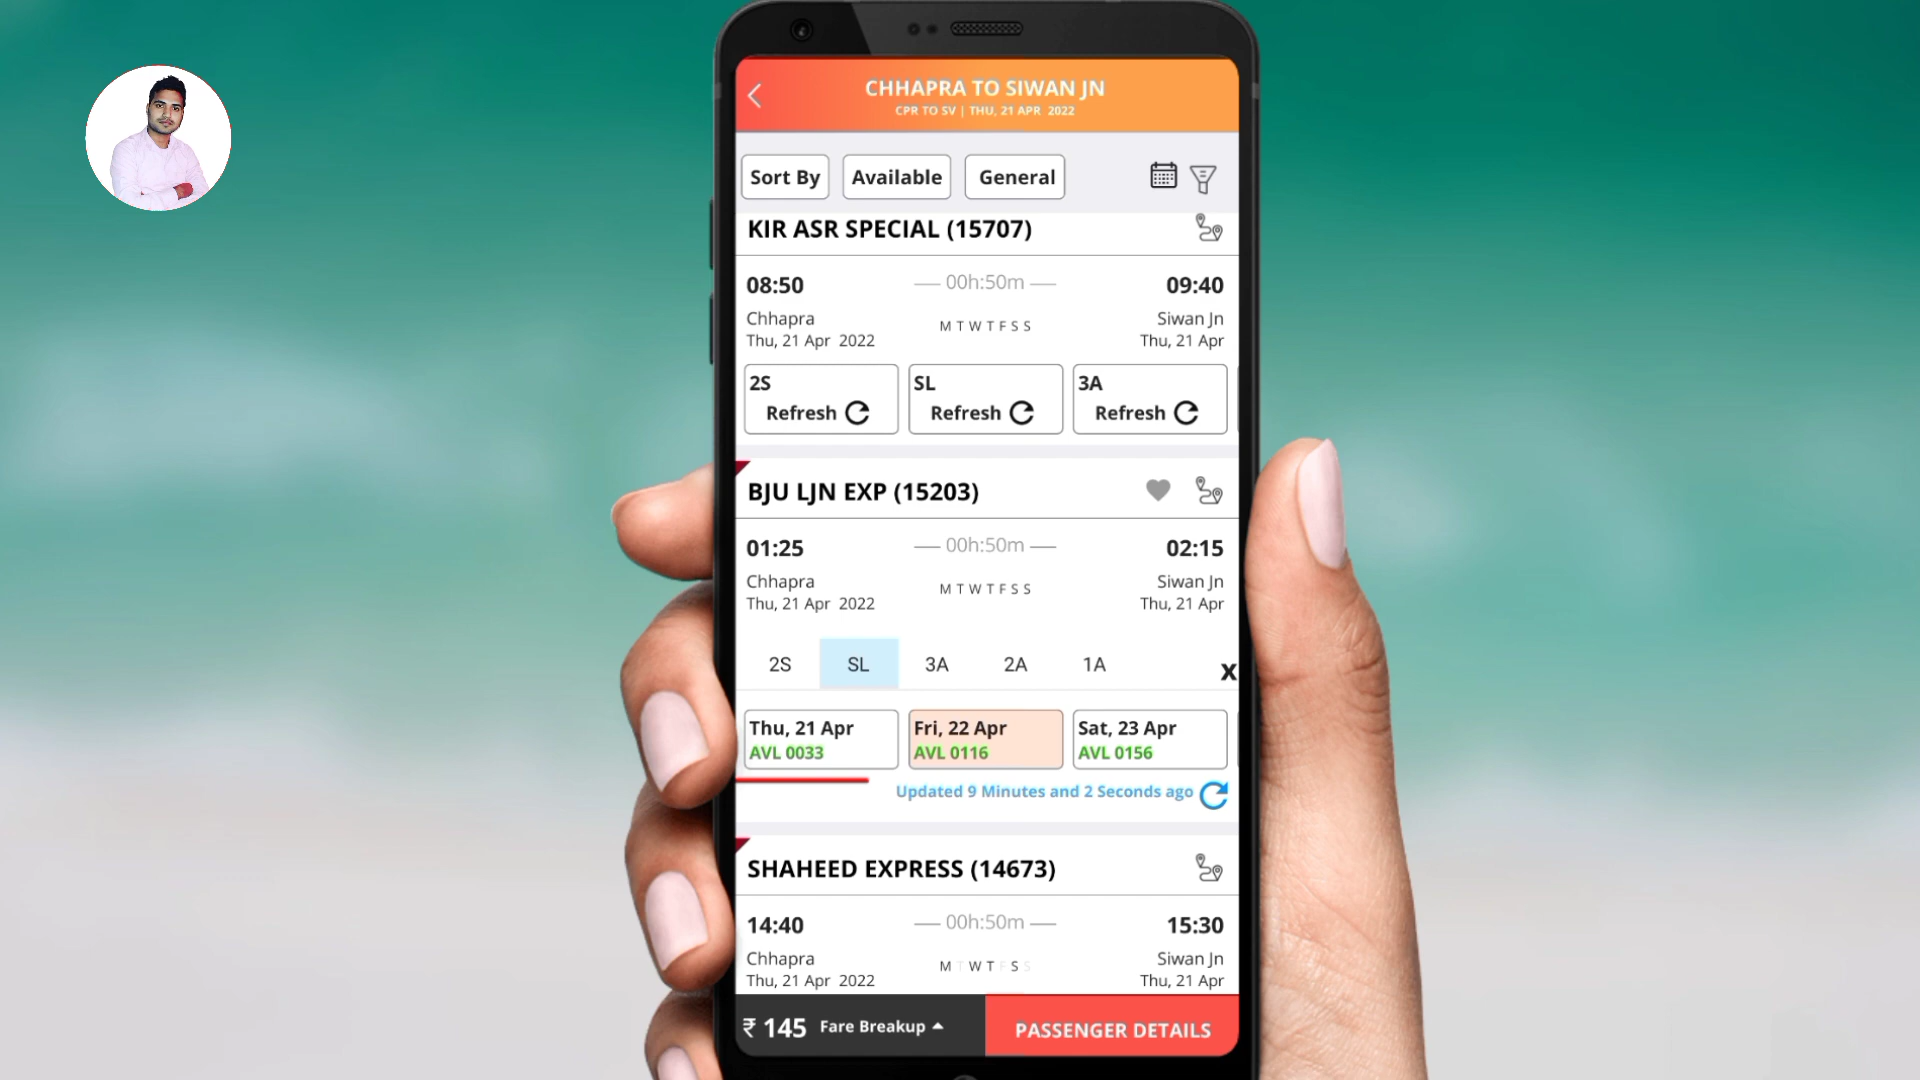 CHHAPRA TO SIWAN JN
CPR TO SV | THU, 21 APR 2022
Sort By Available General
KIR ASR SPECIAL (15707)
08:50 00h:50m 09:40
Chhapra M T W T F S S Siwan Jn
Thu, 21 Apr 2022 Thu, 21 Apr
2S SL 3A
Refresh Refresh Refresh
BJU LJN EXP (15203)
01:25 00h:50m 02:15
Chhapra M T W T F S S Siwan Jn
Thu, 21 Apr 2022 Thu, 21 Apr
2S SL 3A 2A 1A X
Thu, 21 Apr Fri, 22 Apr Sat, 23 Apr
AVL 0033 AVL 0116 AVL 0156
Updated 9 Minutes and 2 Seconds ago
SHAHEED EXPRESS (14673)
14:40 00h:50m 15:30
Chhapra M T W T F S S Siwan Jn
Thu, 21 Apr 2022 Thu, 21 Apr
₹ 145 Fare Breakup PASSENGER DETAILS